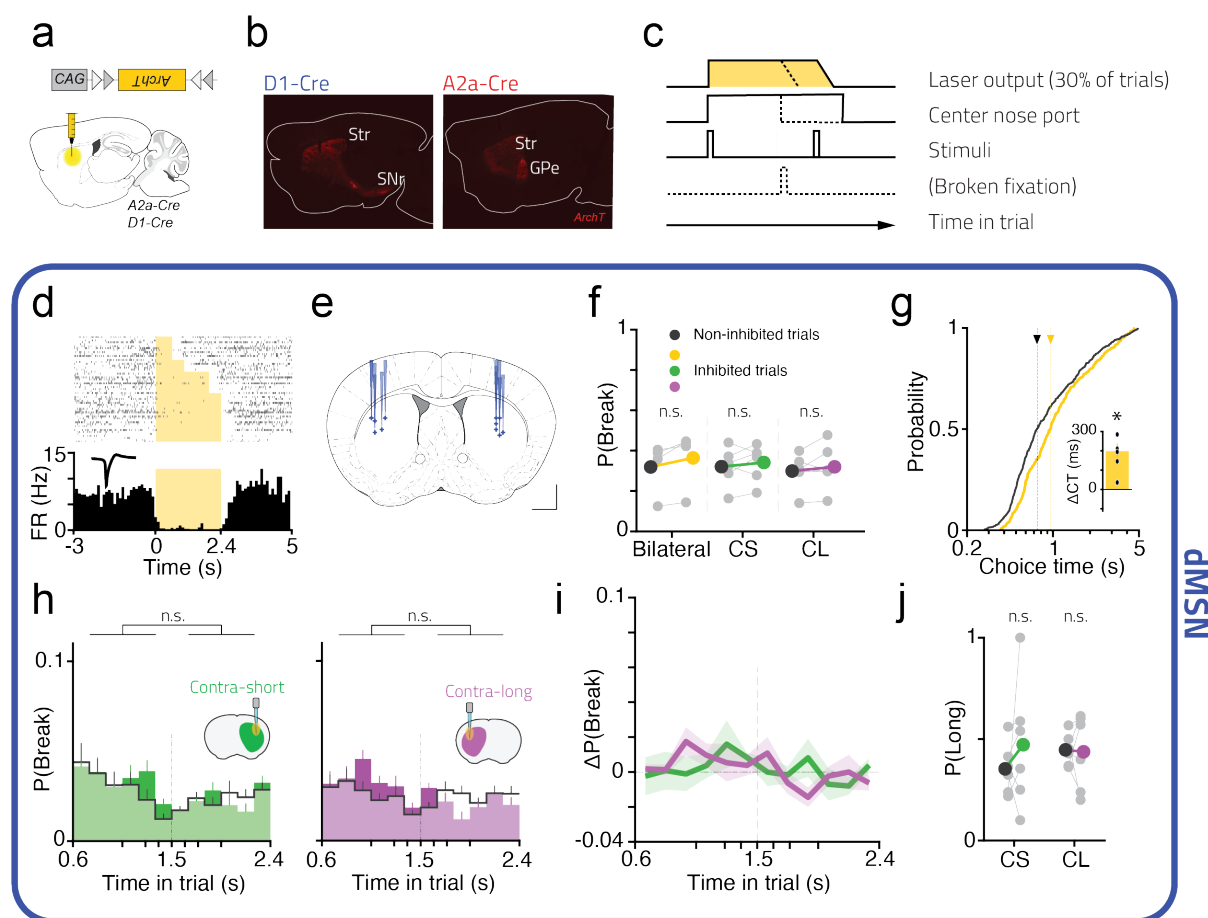 a
CAG
ArchT
A2a-Cre
D1-Cre
b
D1-Cre
A2a-Cre
Str
SNr
Str
GPe
ArchT
c
Laser output (30% of trials)
Center nose port
Stimuli
(Broken fixation)
Time in trial
d
15
0
FR (Hz)
-3
0
2.4
5
Time (s)
e
f
1
0
P(Break)
Non-inhibited trials
Inhibited trials
n.s.
n.s.
n.s.
Bilateral
CS
CL
g
1
0.5
0
Probability
300
0
ΔCT (ms)
*
0.2
1
5
Choice time (s)
dMSN
h
n.s.
0.1
0
P(Break)
Contra-short
0.6
1.5
2.4
Time in trial (s)
n.s.
Contra-long
0.6
1.5
2.4
Time in trial (s)
i
0.1
0
-0.04
ΔP(Break)
0.6
1.5
2.4
Time in trial (s)
j
n.s.
n.s.
1
0
P(Long)
CS
CL